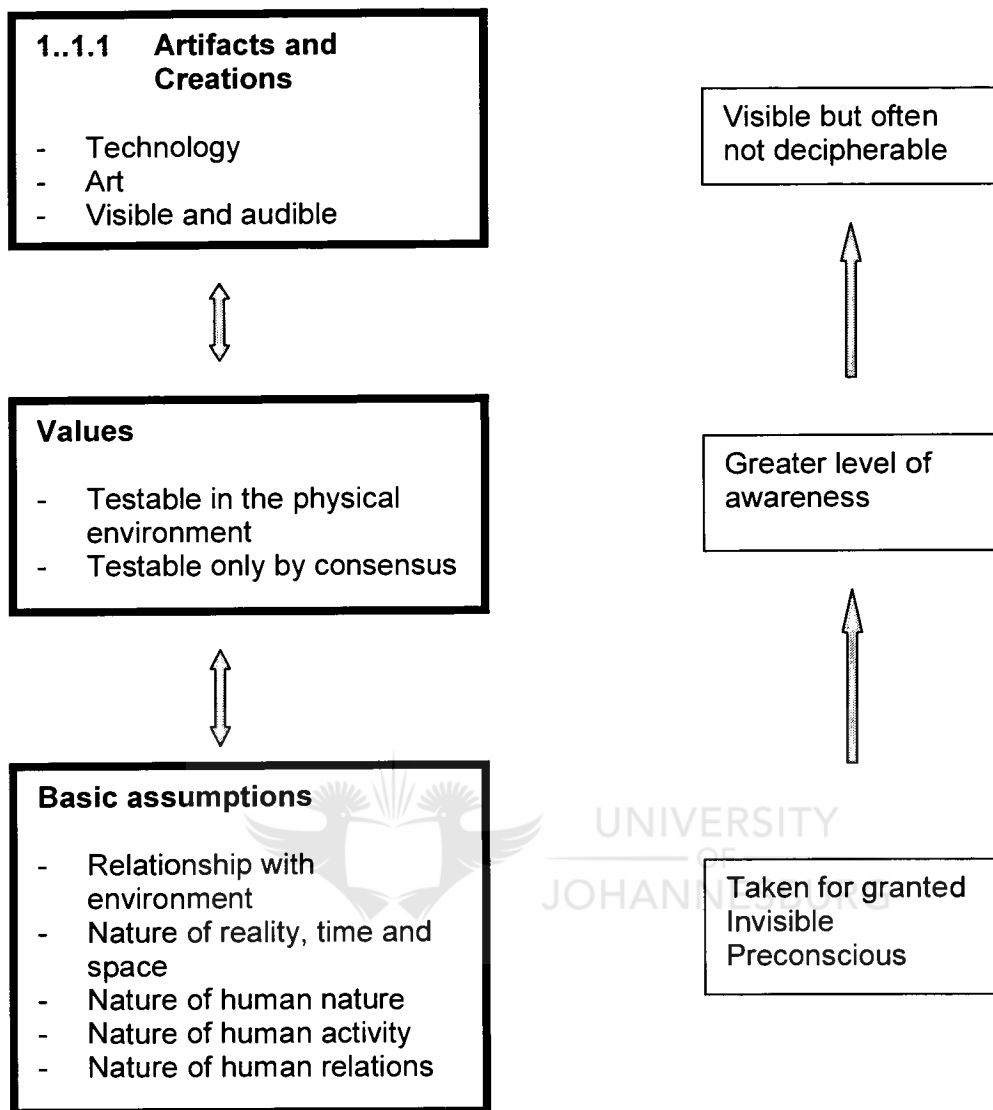 1..1.1 Artifacts and
Creations
- Technology
- Art
- Visible and audible
Visible but often
not decipherable
Values
- Testable in the physical
environment
- Testable only by consensus
Greater level of
awareness
Basic assumptions
- Relationship with
environment
- Nature of reality, time and
space
- Nature of human nature
- Nature of human activity
- Nature of human relations
UNIVERSITY
OF
JOHANNESBURG
Taken for granted
Invisible
Preconscious